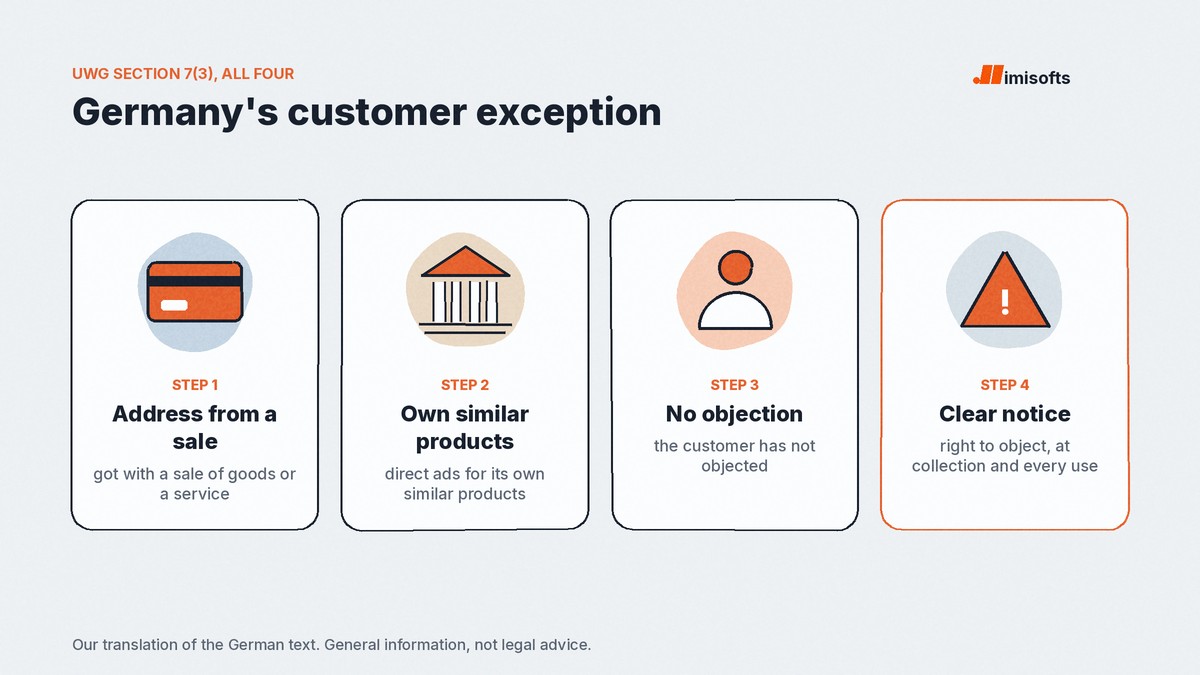 UWG SECTION 7(3), ALL FOUR
Germany's customer exception
imisofts
STEP 1
Address from a
sale
got with a sale of goods or
a service
STEP 2
Own similar
products
direct ads for its own
similar products
STEP 3
No objection
the customer has not
objected
STEP 4
Clear notice
right to object, at
collection and every use
Our translation of the German text. General information, not legal advice.